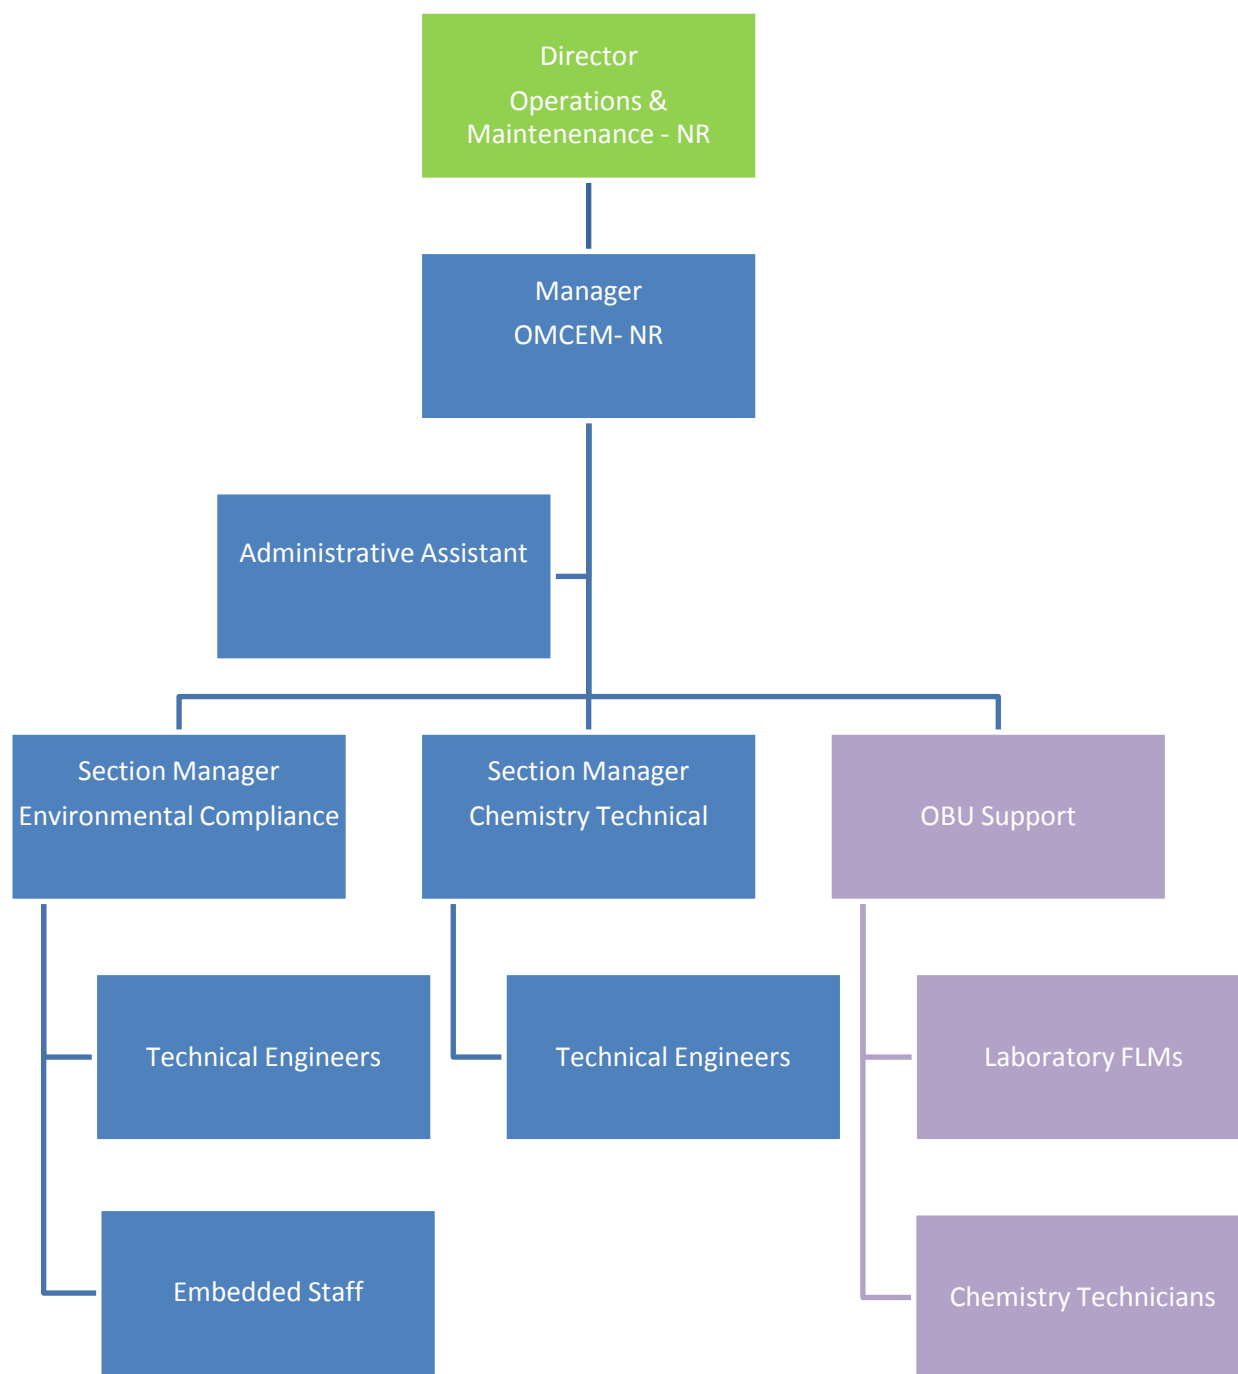 Director
Operations &
Maintenenance - NR
Manager
OMCEM- NR
Administrative Assistant
Section Manager
Environmental Compliance
Section Manager
Chemistry Technical
OBU Support
Technical Engineers
Technical Engineers
Laboratory FLMs
Embedded Staff
Chemistry Technicians